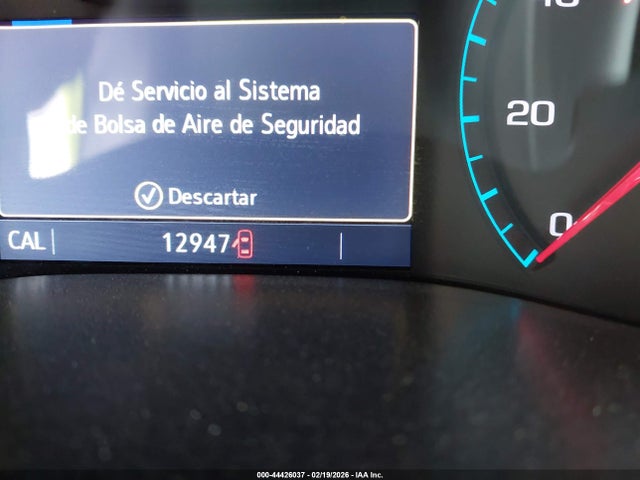 Dé Servicio al Sistema
de Bolsa de Aire de Seguridad
Descartar
CAL 12947
20
0
000-44426037 - 02/19/2026 - IAA Inc.